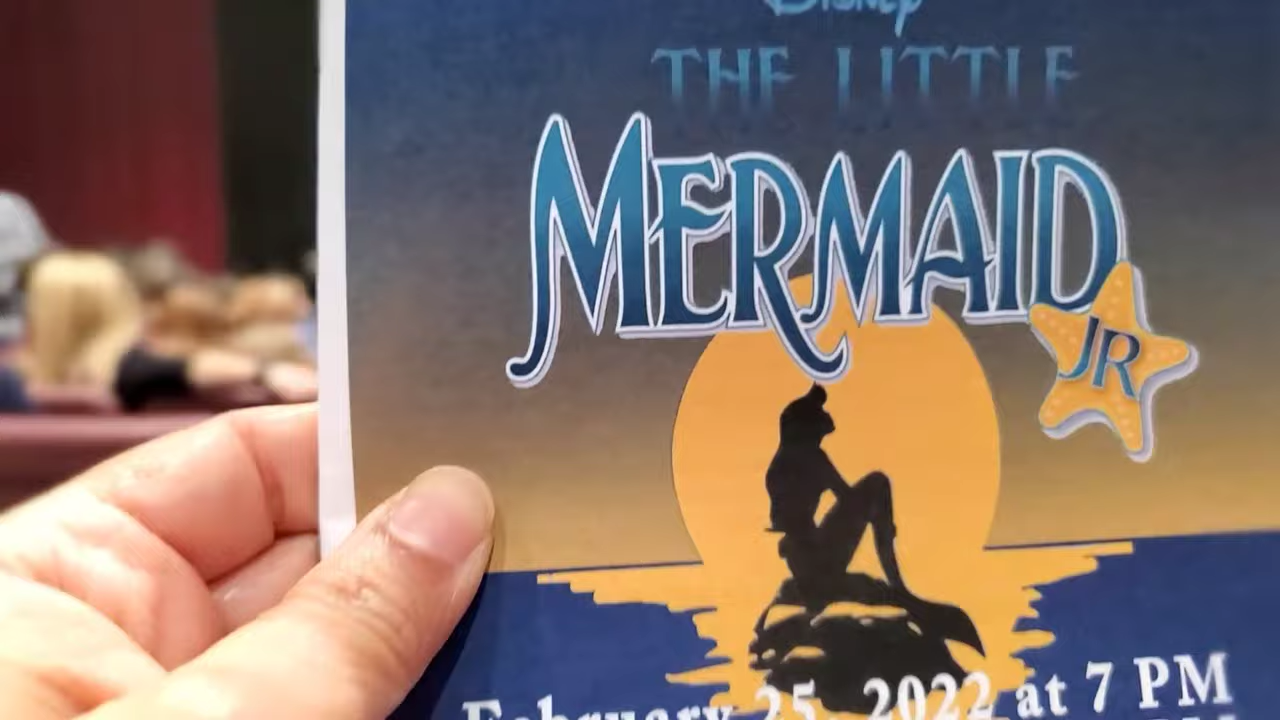 Disney
THE LITTLE
MERMAID
JR
February 25, 2022 at 7 PM